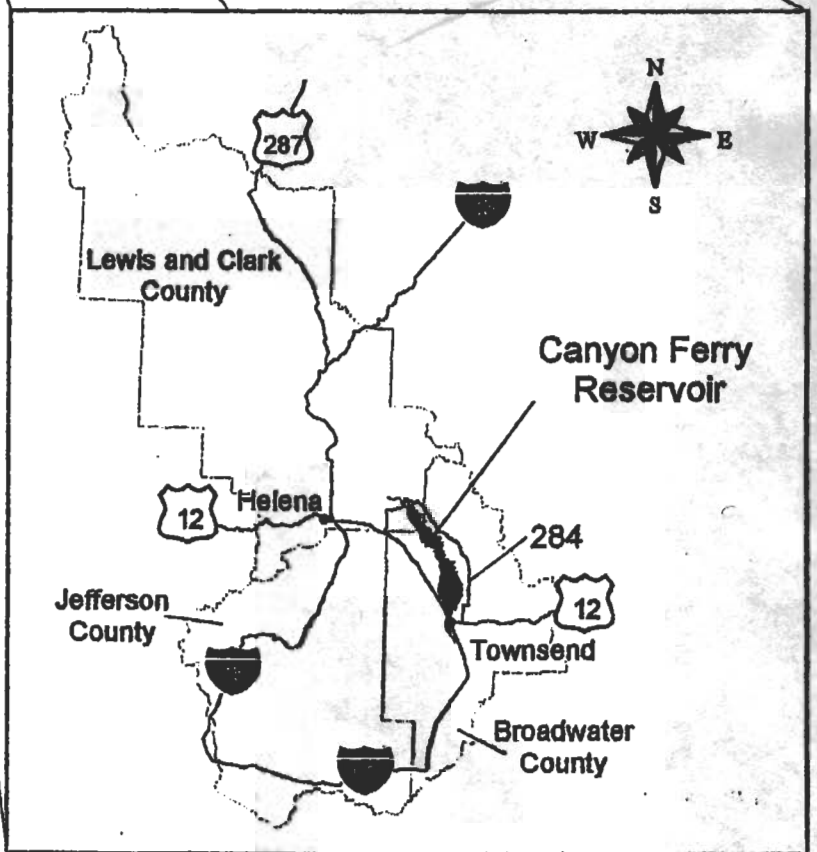 N
287
W E
S
Lewis and Clark
County
Canyon Ferry
Reservoir
Helena
12
284
Jefferson
County
12
Townsend
Broadwater
County